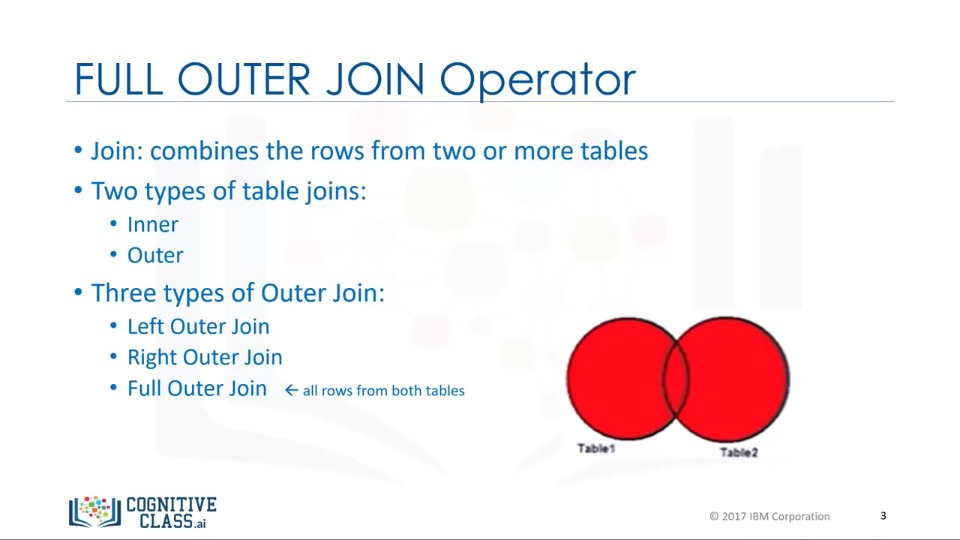 FULL OUTER JOIN Operator
• Join: combines the rows from two or more tables
• Two types of table joins:
• Inner
• Outer
• Three types of Outer Join:
• Left Outer Join
• Right Outer Join
• Full Outer Join ← all rows from both tables
Table1
Table2
COGNITIVE
CLASS.ai
© 2017 IBM Corporation
3